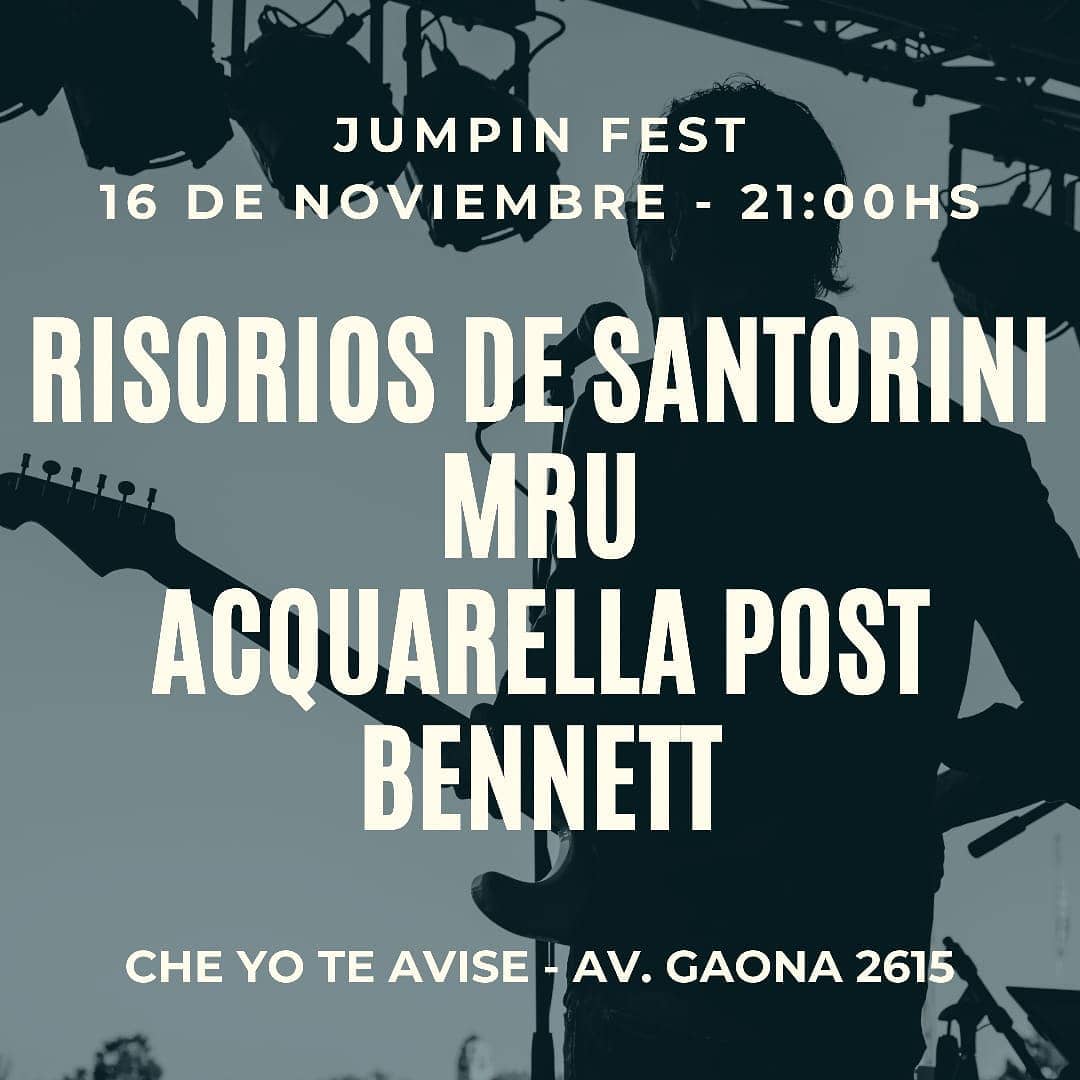 JUMPIN FEST
16 DE NOVIEMBRE - 21:00HS
RISORIOS DE SANTORINI
MRU
ACQUARELLA POST
BENNETT
CHE YO TE AVISE - AV. GAONA 2615